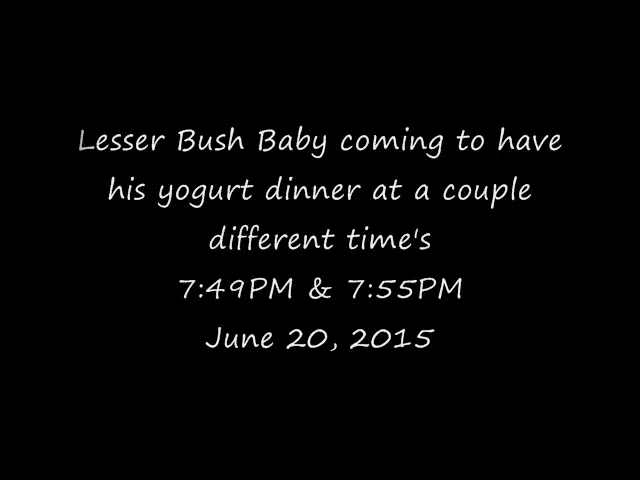 Lesser Bush Baby coming to have
his yogurt dinner at a couple
different time's
7:49PM & 7:55PM
June 20, 2015